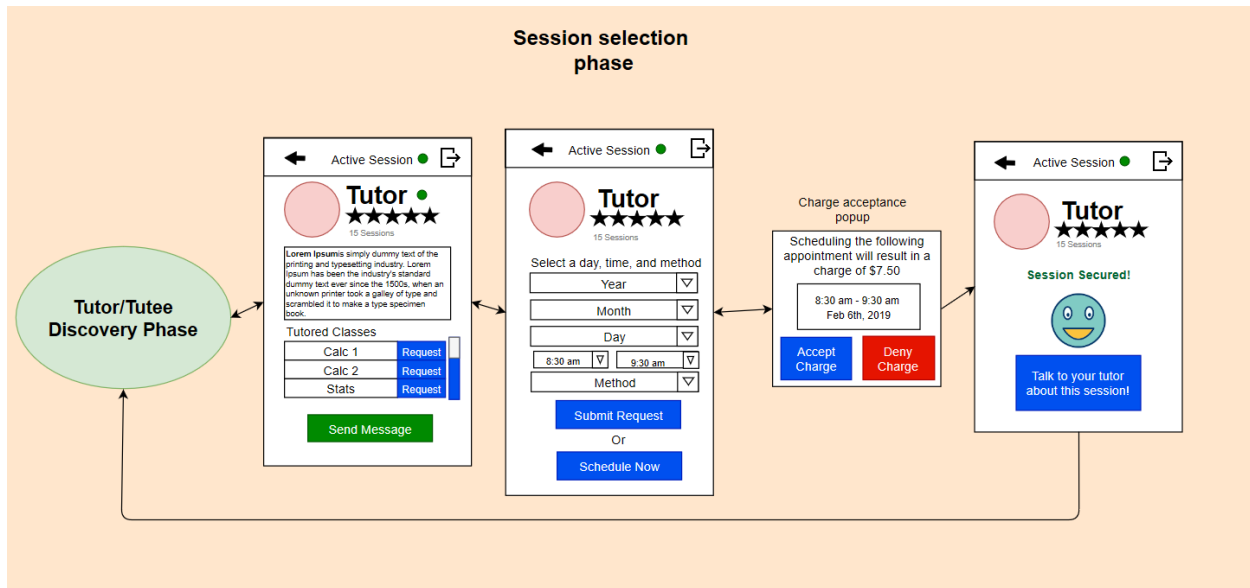 Session selection
phase
Tutor/Tutee
Discovery Phase
Active Session
Tutor
15 Sessions
Lorem Ipsumis simply dummy text of the
printing and typesetting industry. Lorem
Ipsum has been the industry's standard
dummy text ever since the 1500s, when an
unknown printer took a galley of type and
scrambled it to make a type specimen
book.
Tutored Classes
Calc 1 Request
Calc 2 Request
Stats Request
Send Message
Active Session
Tutor
15 Sessions
Select a day, time, and method
Year
Month
Day
8:30 am 9:30 am
Method
Submit Request
Or
Schedule Now
Charge acceptance
popup
Scheduling the following
appointment will result in a
charge of $7.50
8:30 am - 9:30 am
Feb 6th, 2019
Accept
Charge
Deny
Charge
Active Session
Tutor
15 Sessions
Session Secured!
Talk to your tutor
about this session!